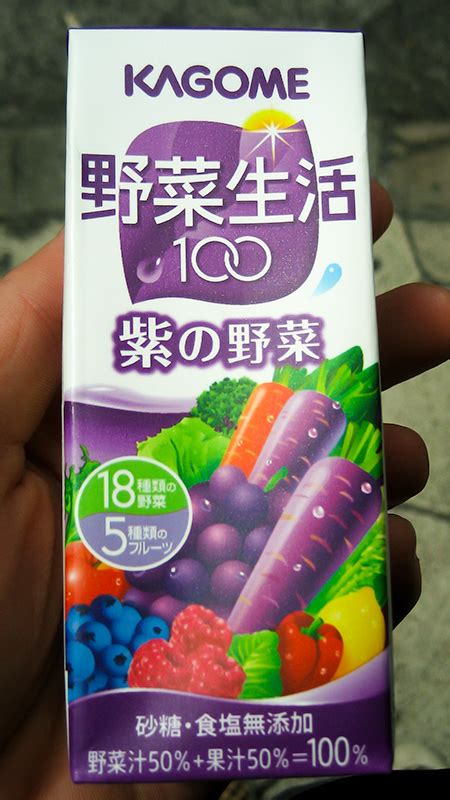 KAGOME
野菜生活
100
紫の野菜
18種類の野菜
5種類のフルーツ
砂糖・食塩無添加
野菜汁50%+果汁50%=100%